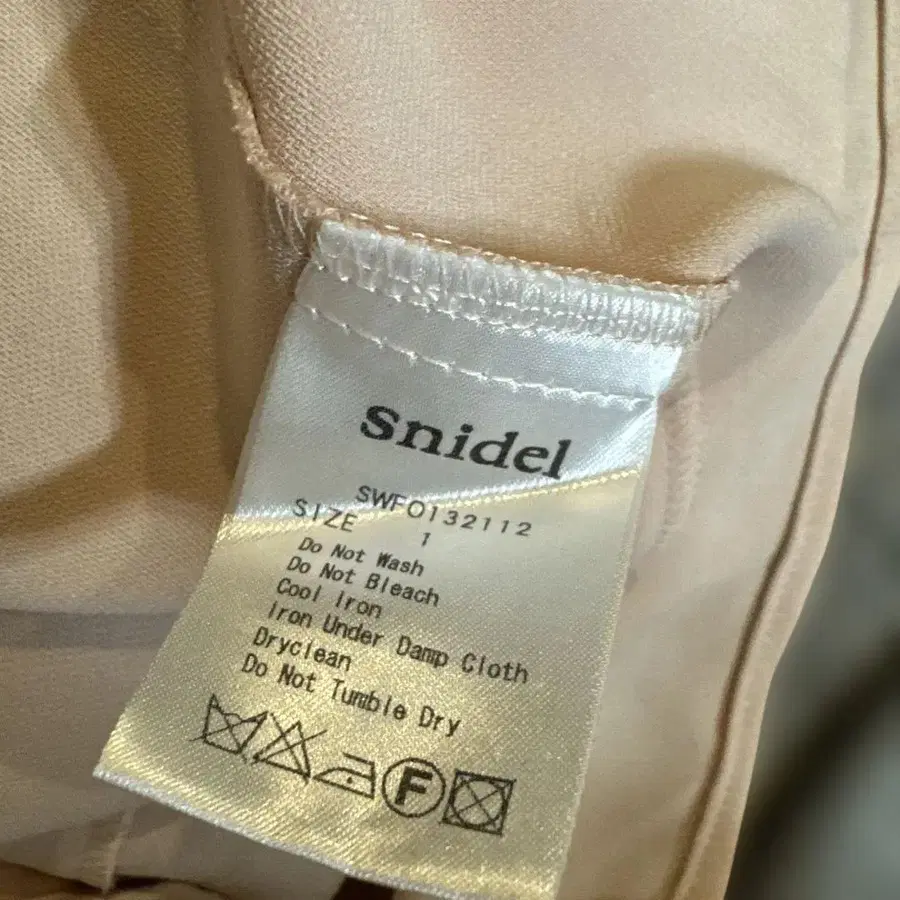 snidel
SWFO132112
SIZE 1
Do Not Wash
Do Not Bleach
Cool Iron
Iron Under Damp Cloth
Dryclean
Do Not Tumble Dry
F